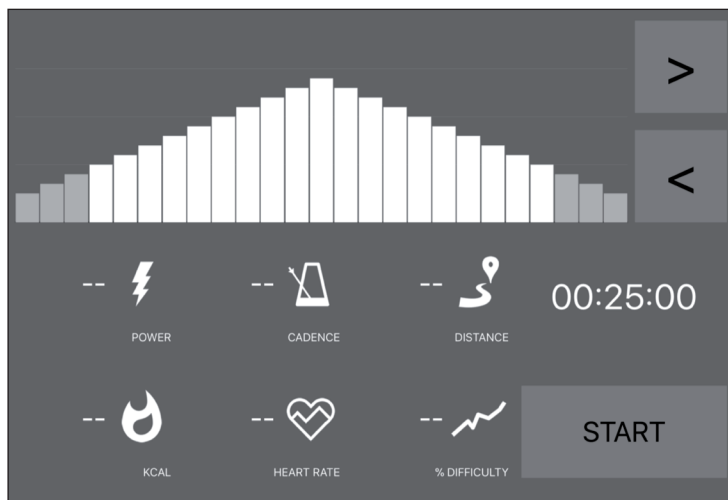 >
<
-- -- -- 00:25:00
POWER CADENCE DISTANCE
-- -- --
KCAL HEART RATE % DIFFICULTY
START